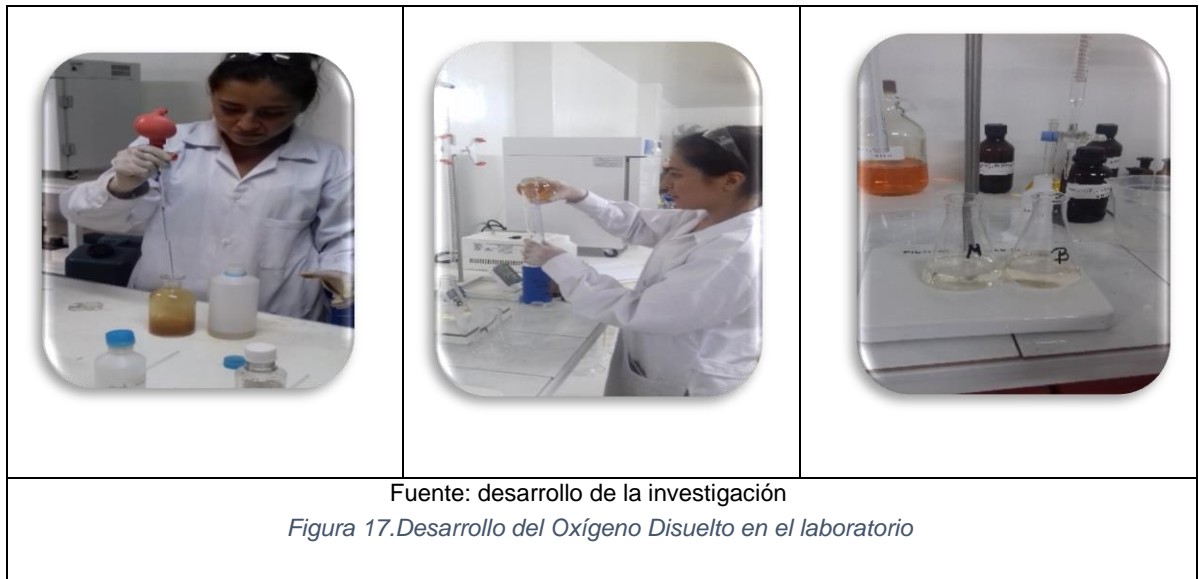 M
B
Fuente: desarrollo de la investigación
Figura 17.Desarrollo del Oxígeno Disuelto en el laboratorio